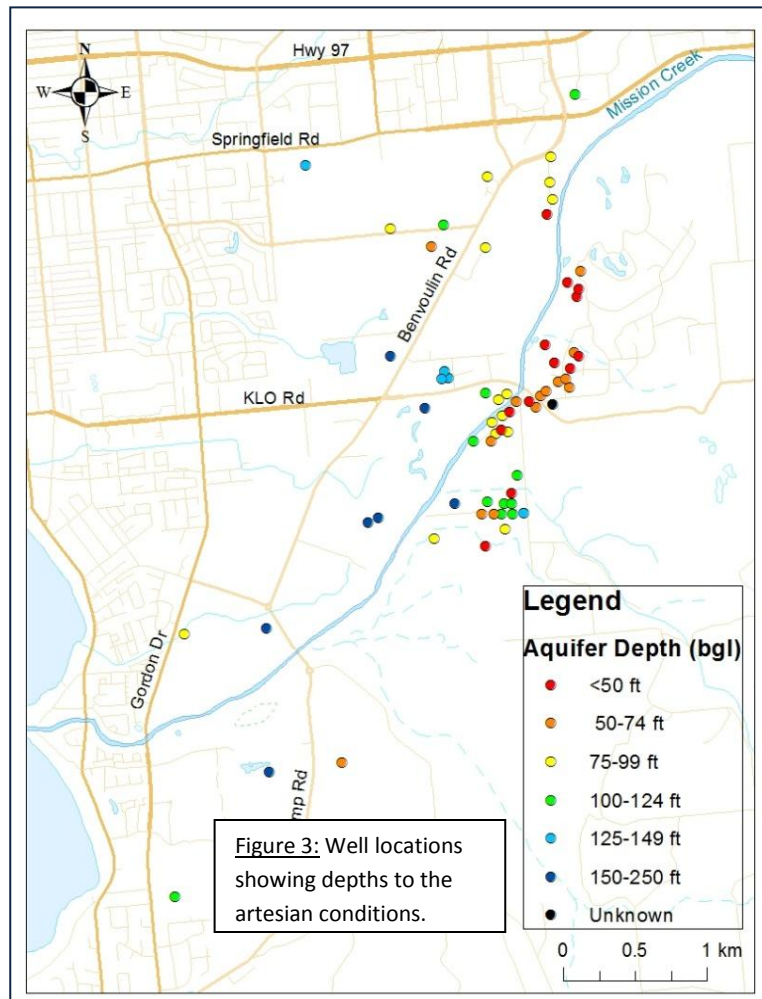 Hwy 97
N
W E
S
Mission Creek
Springfield Rd
Benvoulin Rd
KLO Rd
Gordon Dr
mp Rd
Legend
Aquifer Depth (bgl)
<50 ft
50-74 ft
75-99 ft
100-124 ft
125-149 ft
150-250 ft
Unknown
0 0.5 1 km
Figure 3: Well locations
showing depths to the
artesian conditions.